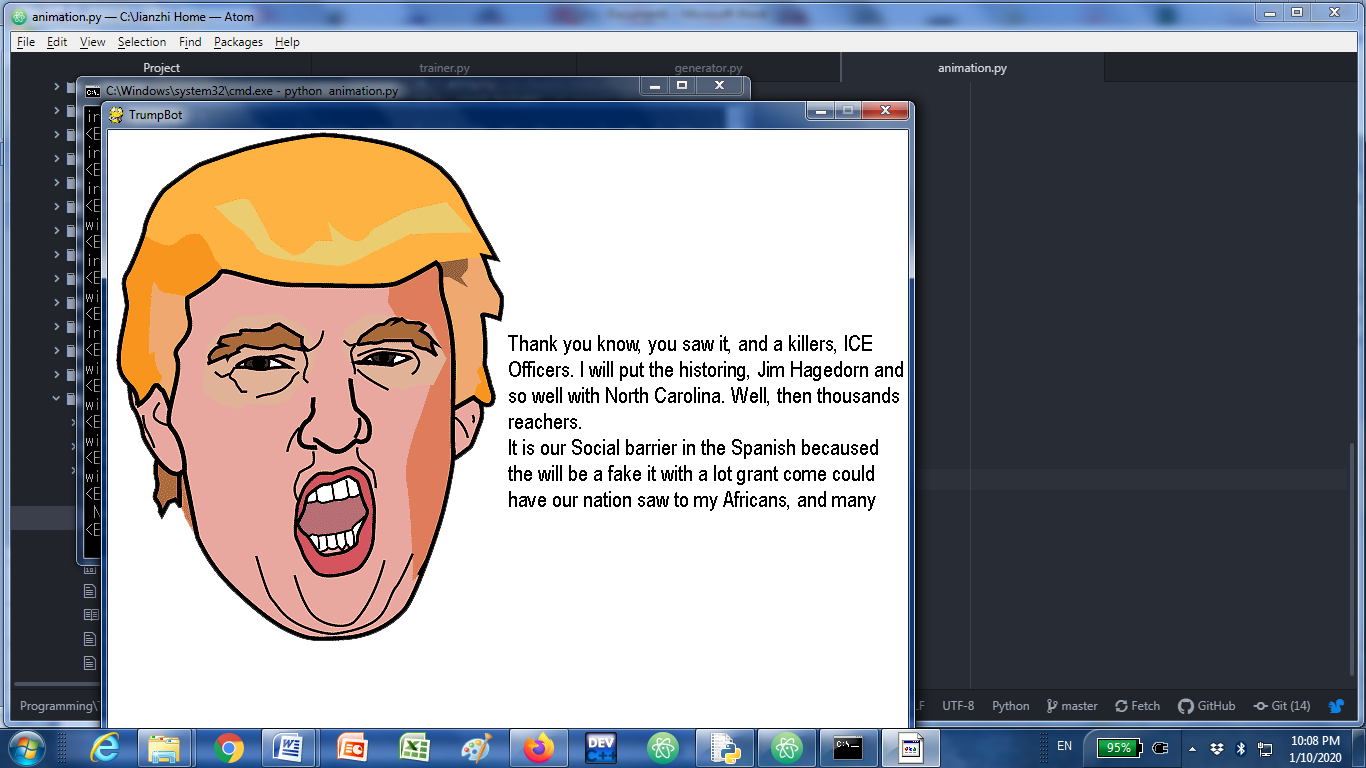 animation.py — C:\Jianzhi Home — Atom
File Edit View Selection Find Packages Help
Project trainer.py generator.py animation.py
C:\Windows\system32\cmd.exe - python animation.py
TrumpBot
Thank you know, you saw it, and a killers, ICE
Officers. I will put the historing, Jim Hagedorn and
so well with North Carolina. Well, then thousands
reachers.
It is our Social barrier in the Spanish becaused
the will be a fake it with a lot grant come could
have our nation saw to my Africans, and many
UTF-8 Python master Fetch GitHub Git (14)
DEV
C++
EN 95% 10:08 PM
1/10/2020